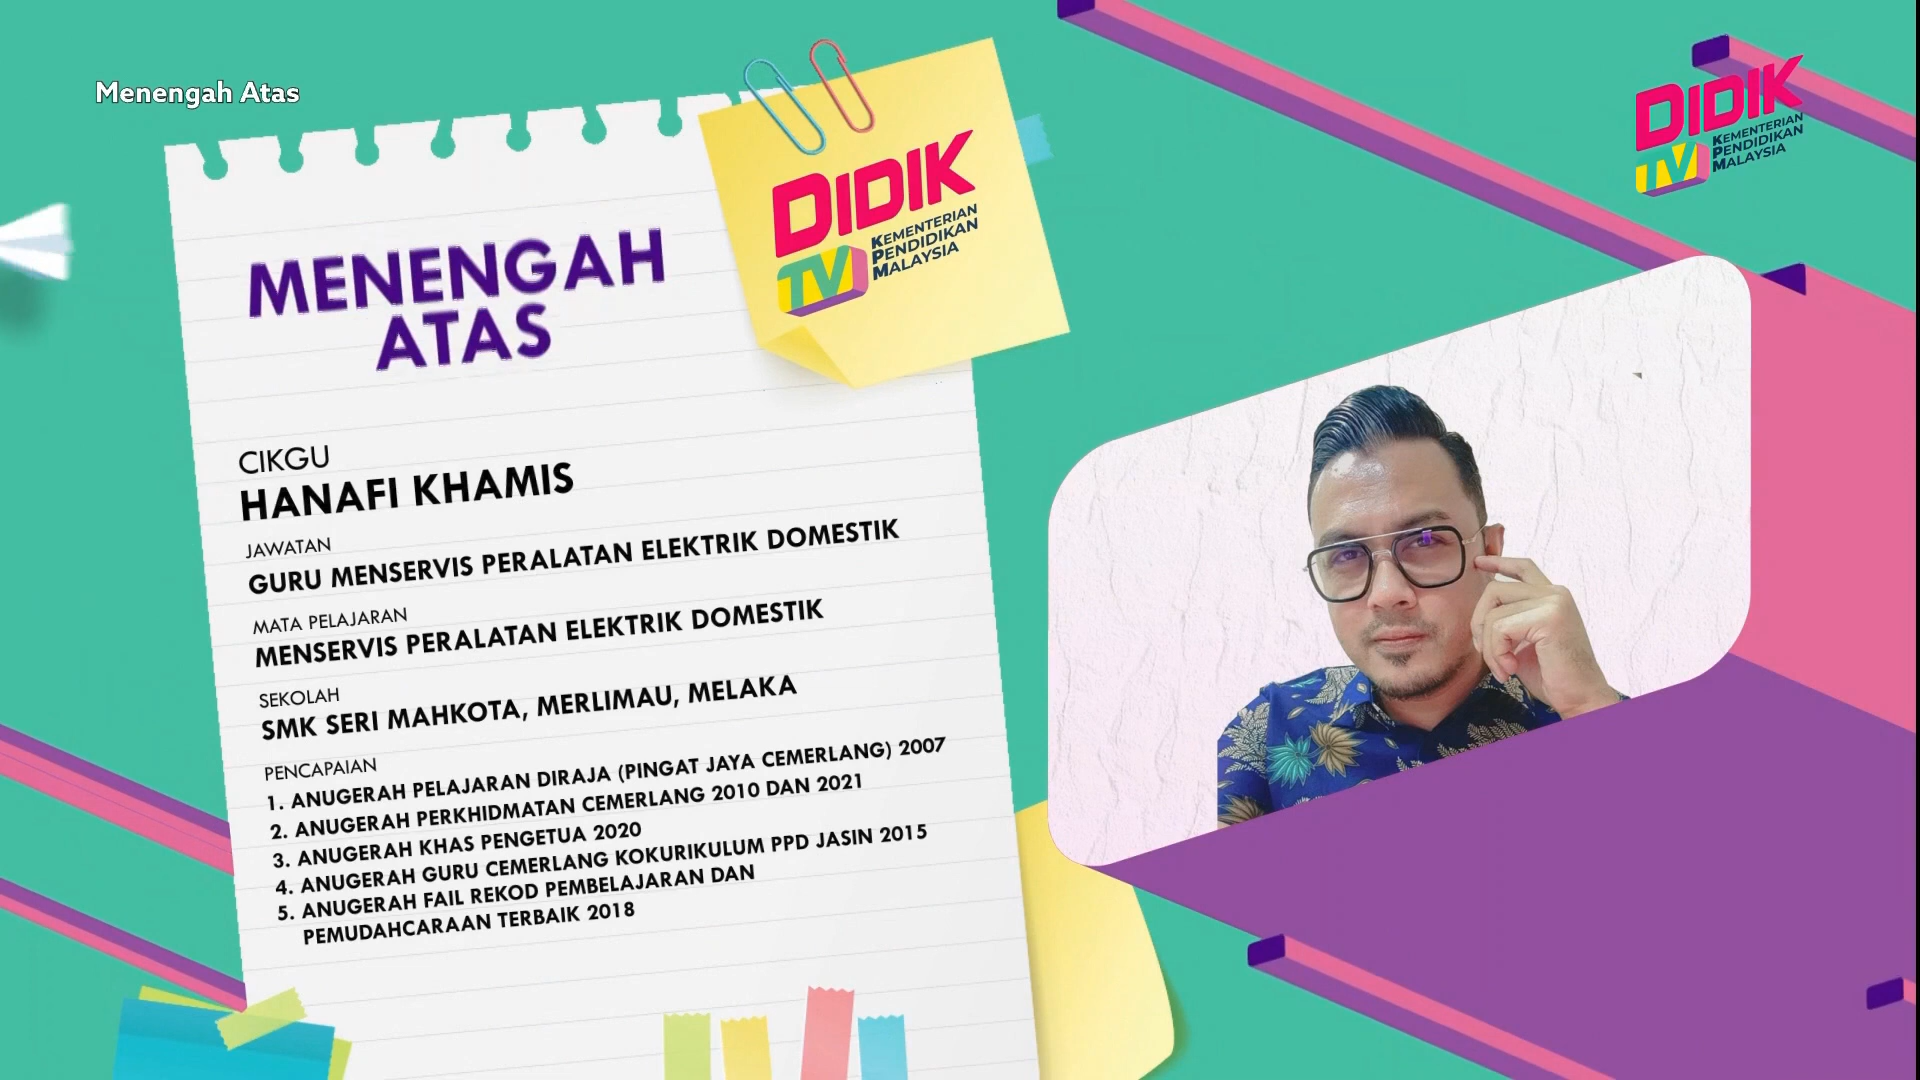 Menengah Atas
DIDIK
TV
KEMENTERIAN
PENDIDIKAN
MALAYSIA
MENENGAH
ATAS
DIDIK
TV
KEMENTERIAN
PENDIDIKAN
MALAYSIA
CIKGU
HANAFI KHAMIS
JAWATAN
GURU MENSERVIS PERALATAN ELEKTRIK DOMESTIK
MATA PELAJARAN
MENSERVIS PERALATAN ELEKTRIK DOMESTIK
SEKOLAH
SMK SERI MAHKOTA, MERLIMAU, MELAKA
PENCAPAIAN
1. ANUGERAH PELAJARAN DIRAJA (PINGAT JAYA CEMERLANG) 2007
2. ANUGERAH PERKHIDMATAN CEMERLANG 2010 DAN 2021
3. ANUGERAH KHAS PENGETUA 2020
4. ANUGERAH GURU CEMERLANG KOKURIKULUM PPD JASIN 2015
5. ANUGERAH FAIL REKOD PEMBELAJARAN DAN
PEMUDAHCARAAN TERBAIK 2018